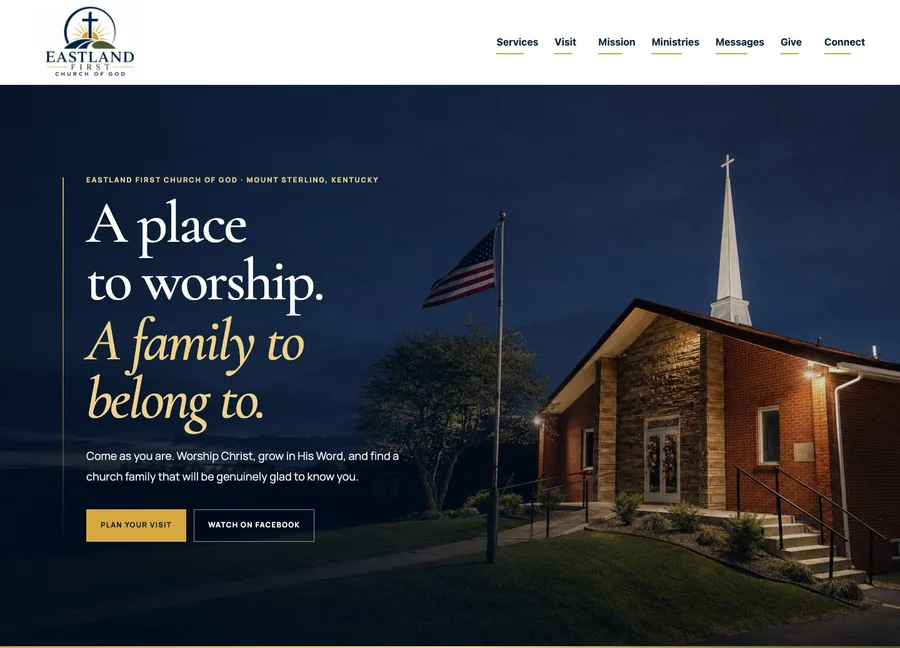 EASTLAND
FIRST
CHURCH OF GOD
Services Visit Mission Ministries Messages Give Connect
EASTLAND FIRST CHURCH OF GOD · MOUNT STERLING, KENTUCKY
A place
to worship.
A family to
belong to.
Come as you are. Worship Christ, grow in His Word, and find a
church family that will be genuinely glad to know you.
PLAN YOUR VISIT WATCH ON FACEBOOK